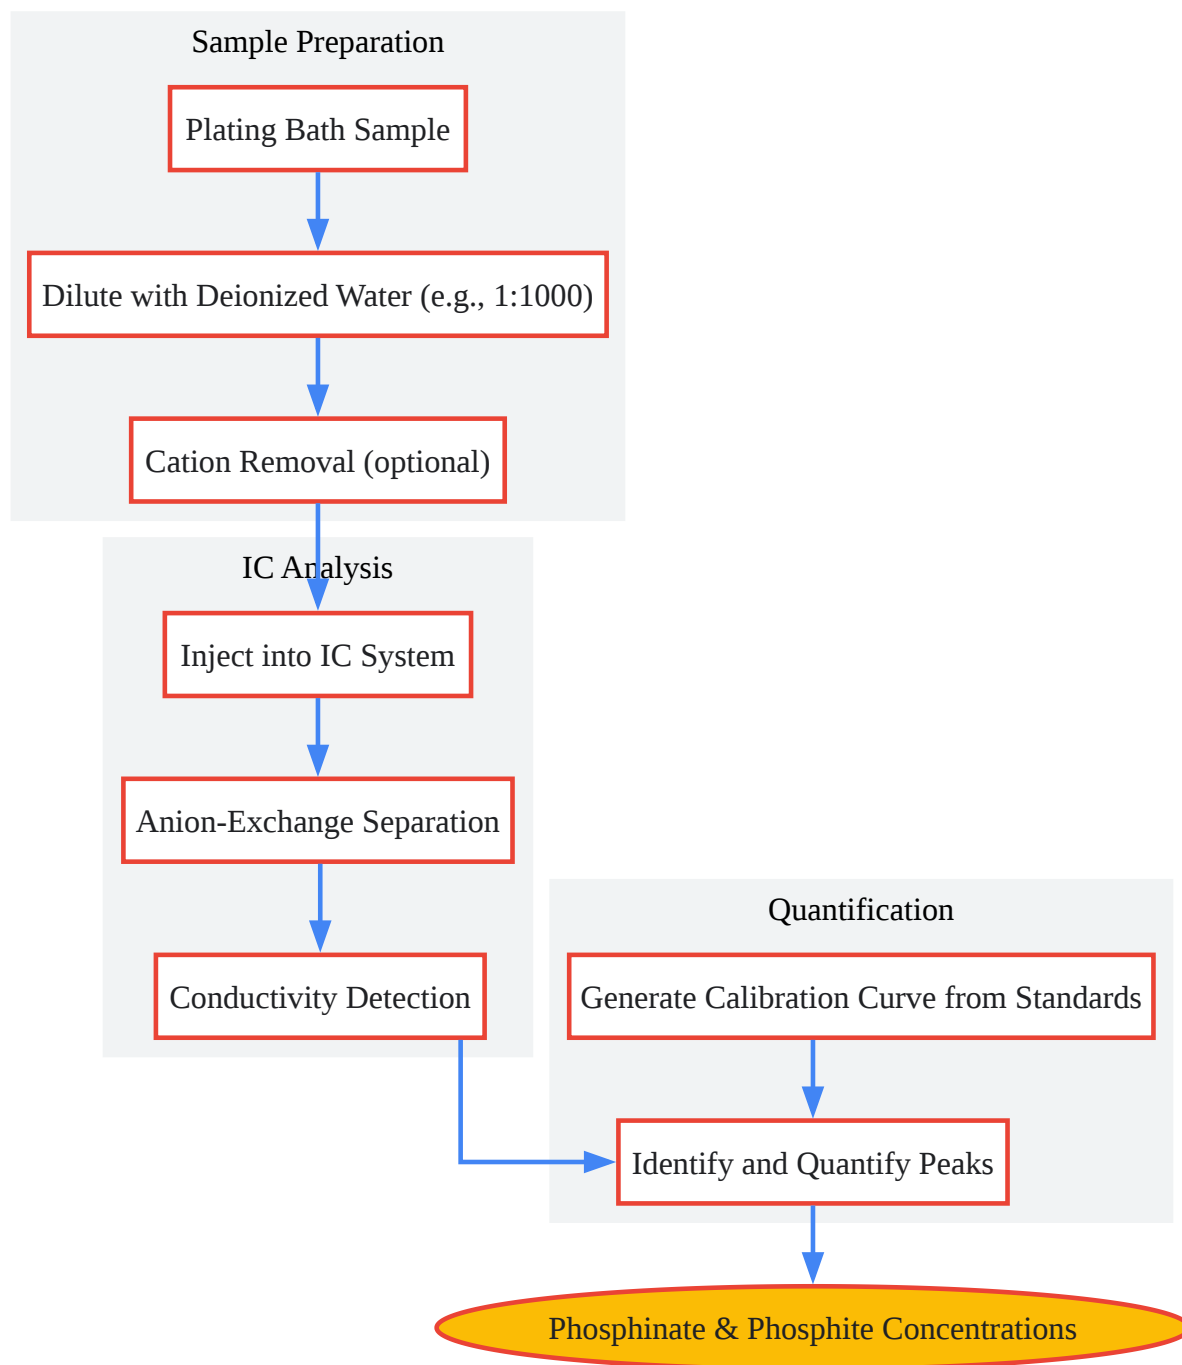 Sample Preparation
Plating Bath Sample
Dilute with Deionized Water (e.g., 1:1000)
Cation Removal (optional)
IC Analysis
Inject into IC System
Anion-Exchange Separation
Conductivity Detection
Quantification
Generate Calibration Curve from Standards
Identify and Quantify Peaks
Phosphinate & Phosphite Concentrations